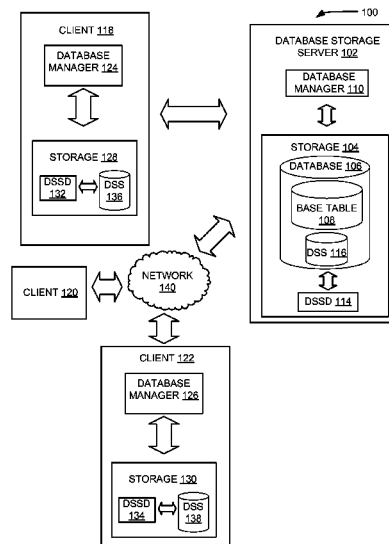 100
CLIENT 118
DATABASE
MANAGER 124
STORAGE 128
DSSD
132
DSS
136
DATABASE STORAGE
SERVER 102
DATABASE
MANAGER 110
STORAGE 104
DATABASE 106
BASE TABLE
108
DSS 116
DSSD 114
NETWORK
140
CLIENT 120
CLIENT 122
DATABASE
MANAGER 126
STORAGE 130
DSSD
134
DSS
138